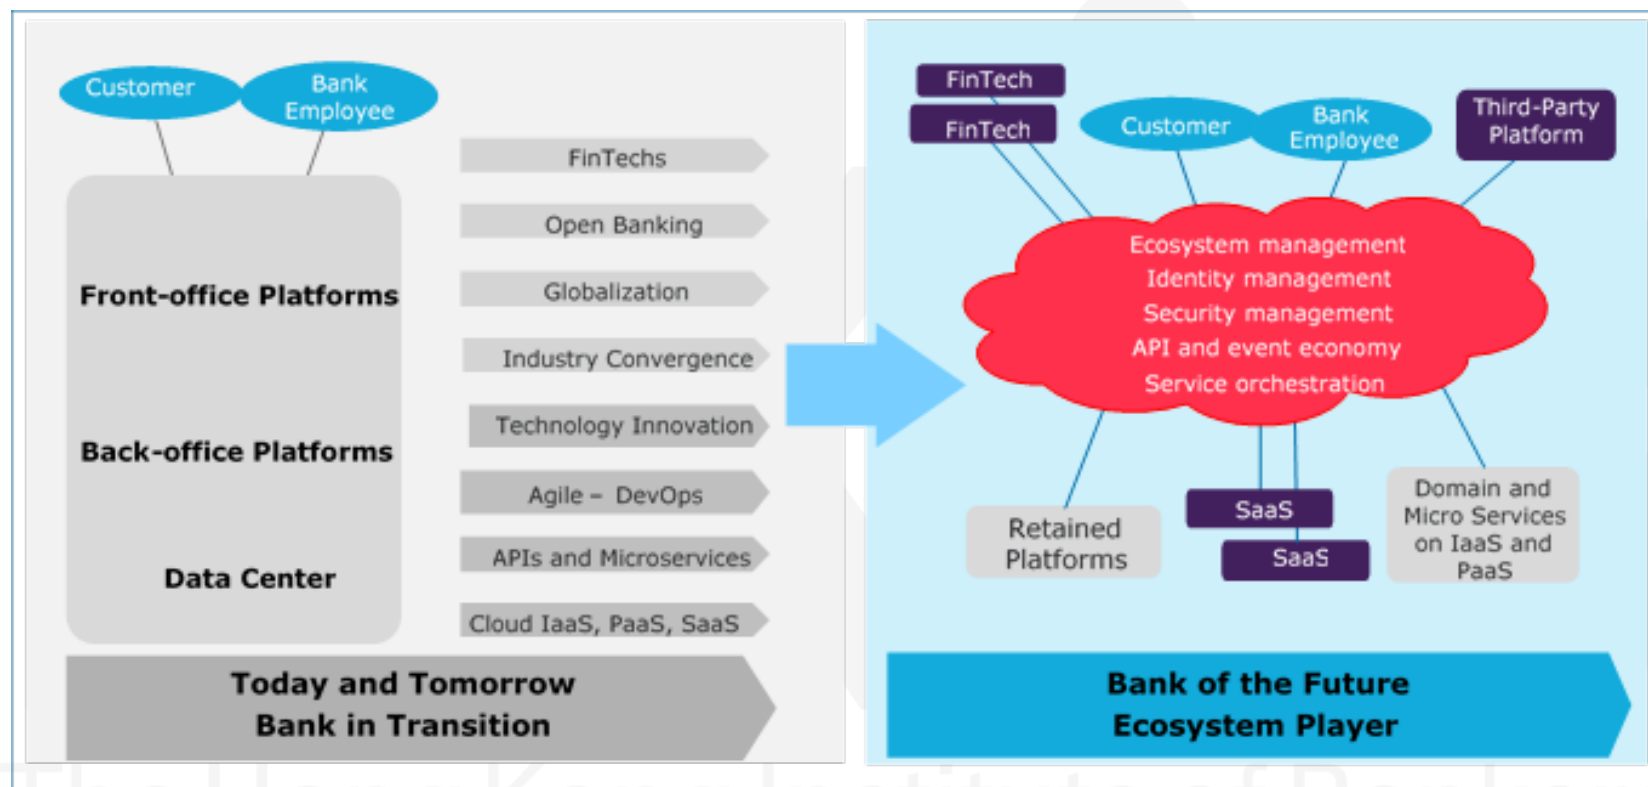 Customer
Bank
Employee
Front-office Platforms
Back-office Platforms
Data Center
FinTechs
Open Banking
Globalization
Industry Convergence
Technology Innovation
Agile – DevOps
APIs and Microservices
Cloud IaaS, PaaS, SaaS
Today and Tomorrow
Bank in Transition
FinTech
FinTech
Customer
Bank
Employee
Third-Party
Platform
Ecosystem management
Identity management
Security management
API and event economy
Service orchestration
Retained
Platforms
SaaS
SaaS
Domain and
Micro Services
on IaaS and
PaaS
Bank of the Future
Ecosystem Player